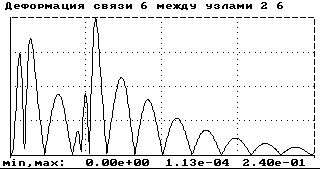 Деформация связи 6 между узлами 2 6
min,max: 0.00e+00 1.13e-04 2.40e-01